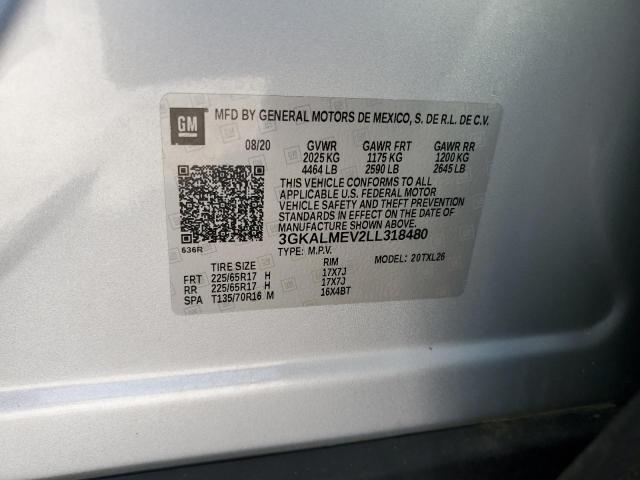 GM MFD BY GENERAL MOTORS DE MEXICO, S. DE R.L. DE C.V.
08/20 GVWR GAWR FRT GAWR RR
2025 KG 1175 KG 1200 KG
4464 LB 2590 LB 2645 LB
THIS VEHICLE CONFORMS TO ALL
APPLICABLE U.S. FEDERAL MOTOR
VEHICLE SAFETY AND THEFT PREVENTION
STANDARDS IN EFFECT ON THE DATE OF
MANUFACTURE SHOWN ABOVE.
3GKALMEV2LL318480
636R TYPE: M.P.V. MODEL: 20TXL26
TIRE SIZE RIM
FRT 225/65R17 H 17X7J
RR 225/65R17 H 17X7J
SPA T135/70R16 M 16X4BT